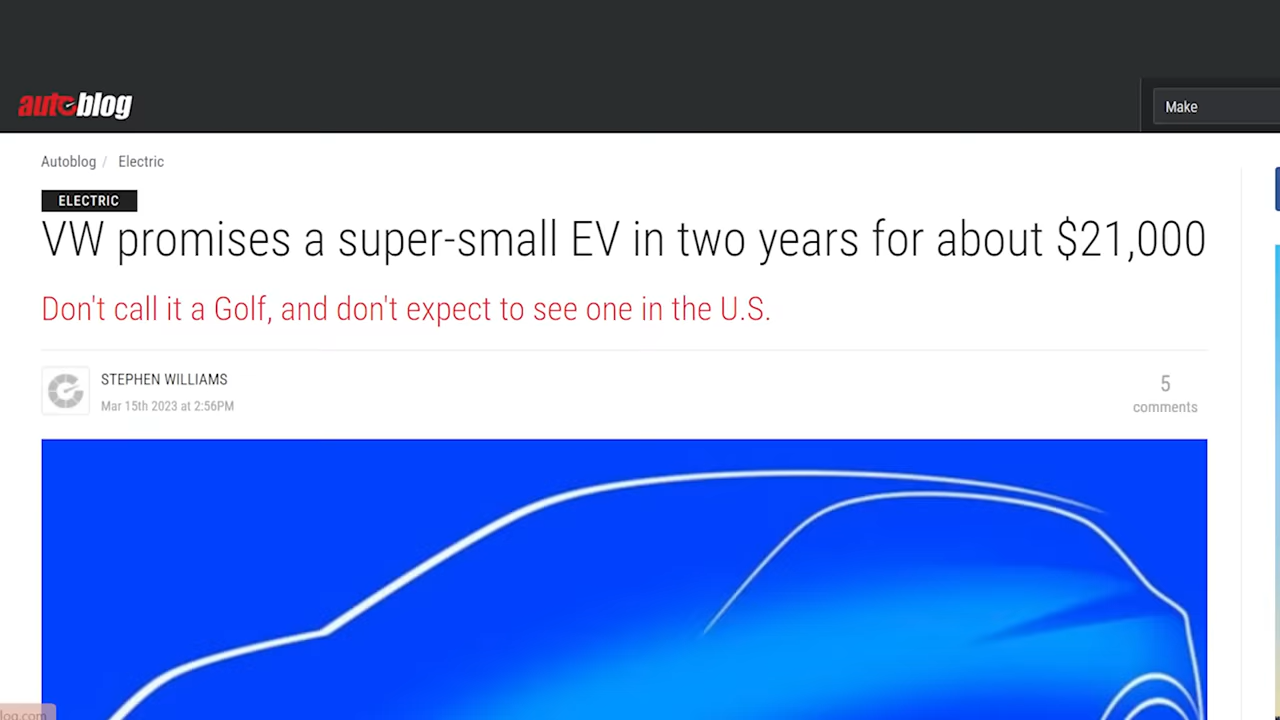 autoblog
Make
Autoblog / Electric
ELECTRIC
VW promises a super-small EV in two years for about $21,000
Don't call it a Golf, and don't expect to see one in the U.S.
STEPHEN WILLIAMS
Mar 15th 2023 at 2:56PM
5
comments
log.com